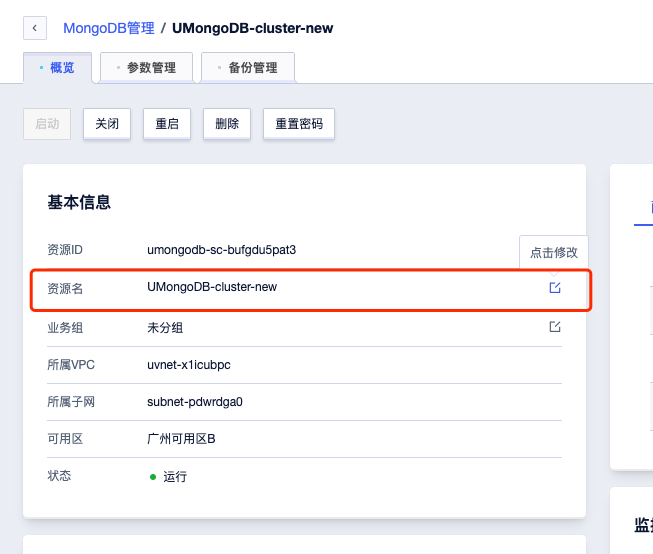 MongoDB管理 / UMongoDB-cluster-new
概览 参数管理 备份管理
启动 关闭 重启 删除 重置密码
基本信息
资源ID umongodb-sc-bufgdu5pat3
点击修改
资源名 UMongoDB-cluster-new
业务组 未分组
所属VPC uvnet-x1icubpc
所属子网 subnet-pdwrdga0
可用区 广州可用区B
状态 运行